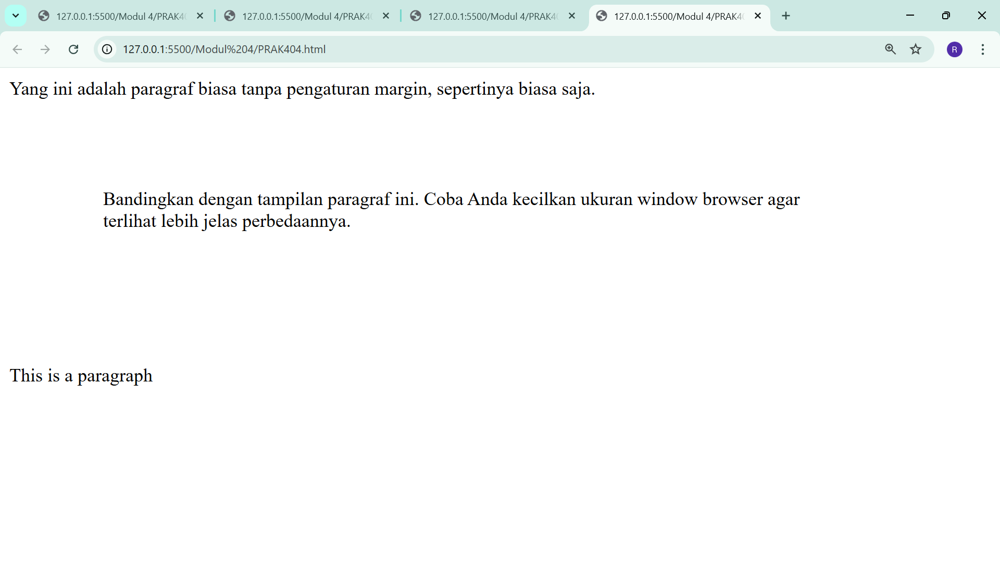 127.0.0.1:5500/Modul 4/PRAK4
127.0.0.1:5500/Modul 4/PRAK4
127.0.0.1:5500/Modul 4/PRAK4
127.0.0.1:5500/Modul 4/PRAK4
127.0.0.1:5500/Modul%204/PRAK404.html
R
Yang ini adalah paragraf biasa tanpa pengaturan margin, sepertinya biasa saja.
Bandingkan dengan tampilan paragraf ini. Coba Anda kecilkan ukuran window browser agar
terlihat lebih jelas perbedaannya.
This is a paragraph